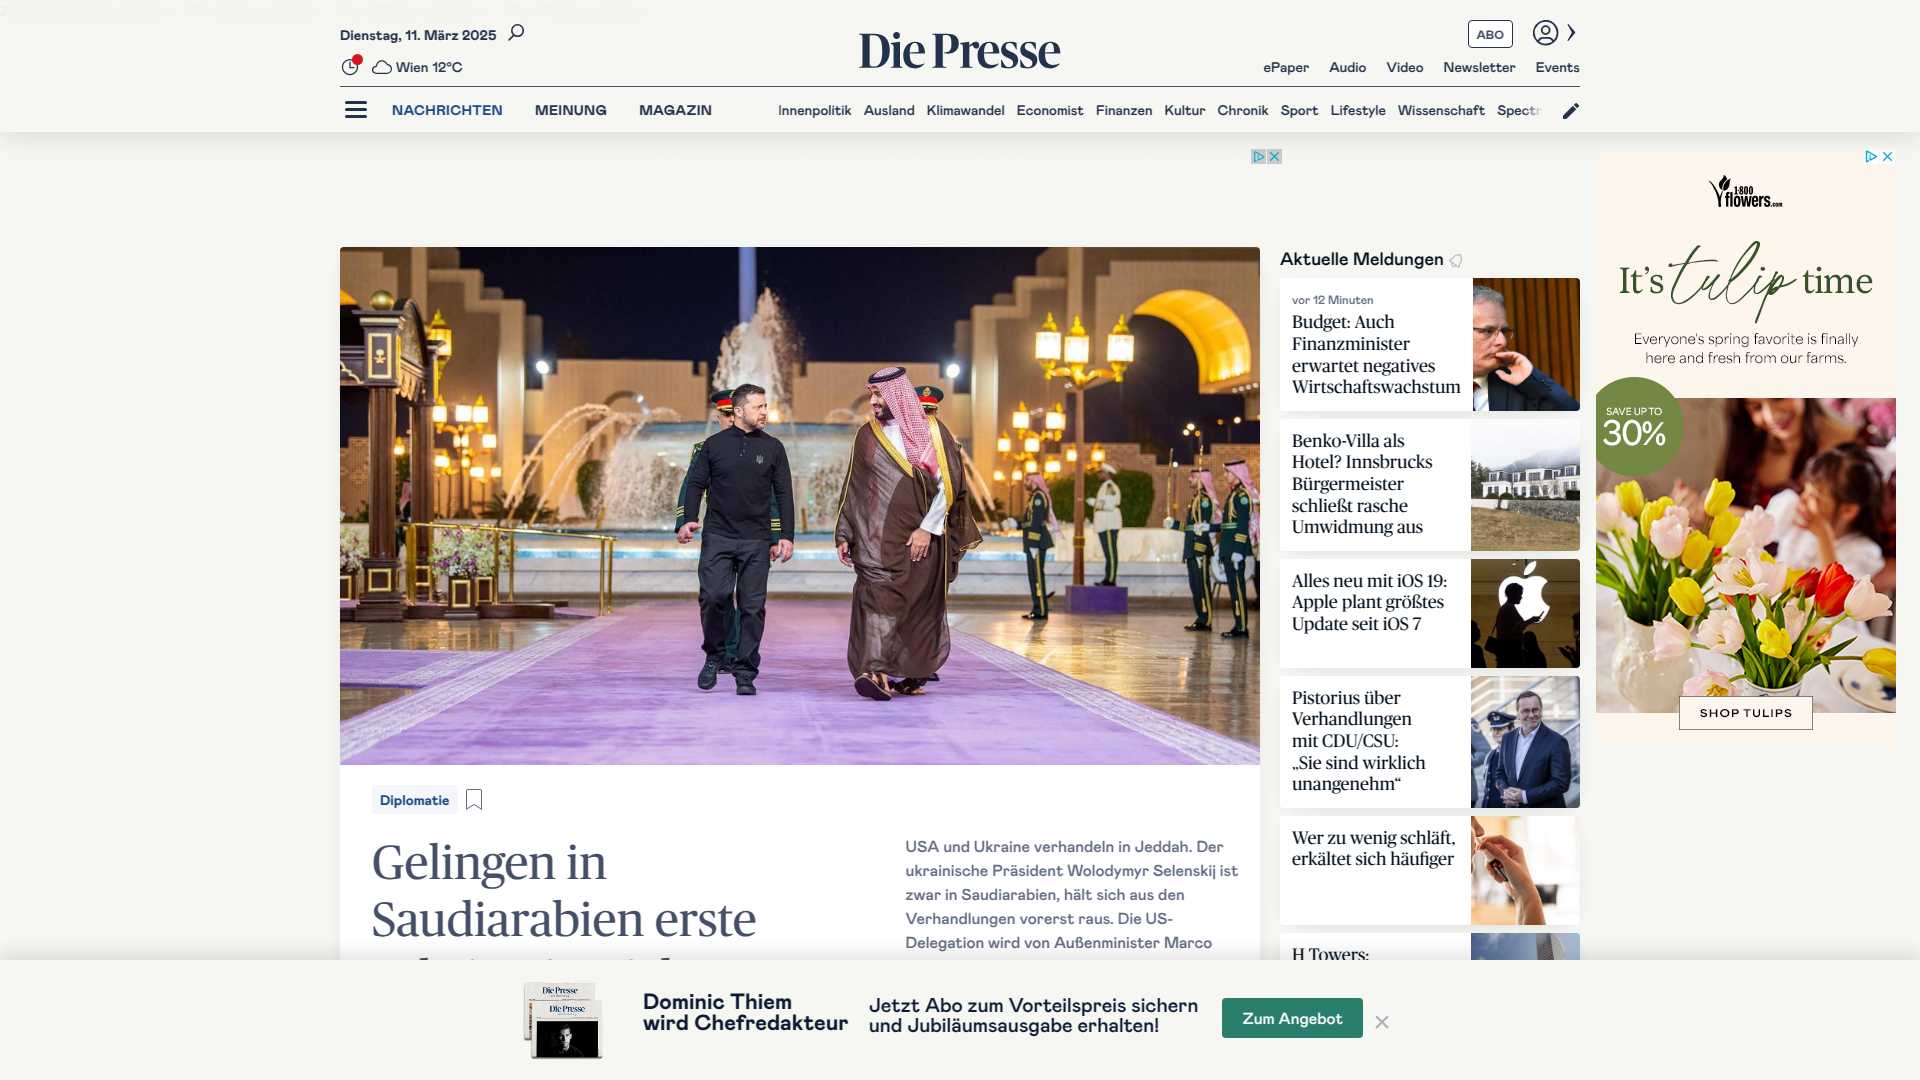 Dienstag, 11. März 2025
Wien 12°C
Die Presse
ABO
ePaper Audio Video Newsletter Events
NACHRICHTEN MEINUNG MAGAZIN
Innenpolitik Ausland Klimawandel Economist Finanzen Kultur Chronik Sport Lifestyle Wissenschaft
Diplomatie
Gelingen in
Saudiarabien erste
USA und Ukraine verhandeln in Jeddah. Der
ukrainische Präsident Wolodymyr Selenskij ist
zwar in Saudiarabien, hält sich aus den
Verhandlungen vorerst raus. Die US-
Delegation wird von Außenminister Marco
Aktuelle Meldungen
vor 12 Minuten
Budget: Auch
Finanzminister
erwartet negatives
Wirtschaftswachstum
Benko-Villa als
Hotel? Innsbrucks
Bürgermeister
schließt rasche
Umwidmung aus
Alles neu mit iOS 19:
Apple plant größtes
Update seit iOS 7
Pistorius über
Verhandlungen
mit CDU/CSU:
„Sie sind wirklich
unangenehm“
Wer zu wenig schläft,
erkältet sich häufiger
H Towers:
1·800
flowers.com
It's tulip time
Everyone's spring favorite is finally
here and fresh from our farms.
SAVE UP TO
30%
SHOP TULIPS
Die Presse
Die Presse
Dominic Thiem
wird Chefredakteur
Jetzt Abo zum Vorteilspreis sichern
und Jubiläumsausgabe erhalten!
Zum Angebot